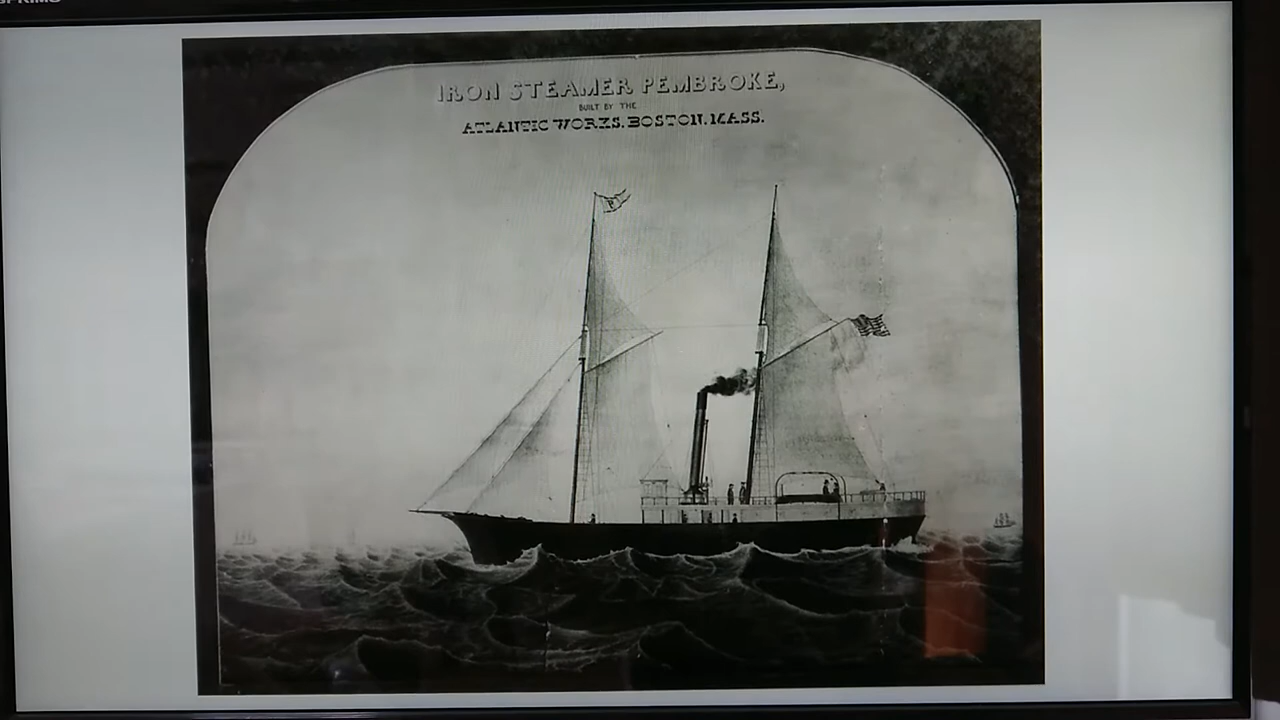 IRON STEAMER PEMBROKE,
BUILT BY THE
ATLANTIC WORKS. BOSTON. MASS.